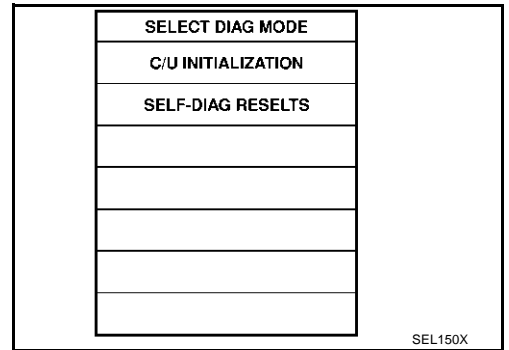 SELECT DIAG MODE
C/U INITIALIZATION
SELF-DIAG RESELTS
SEL150X